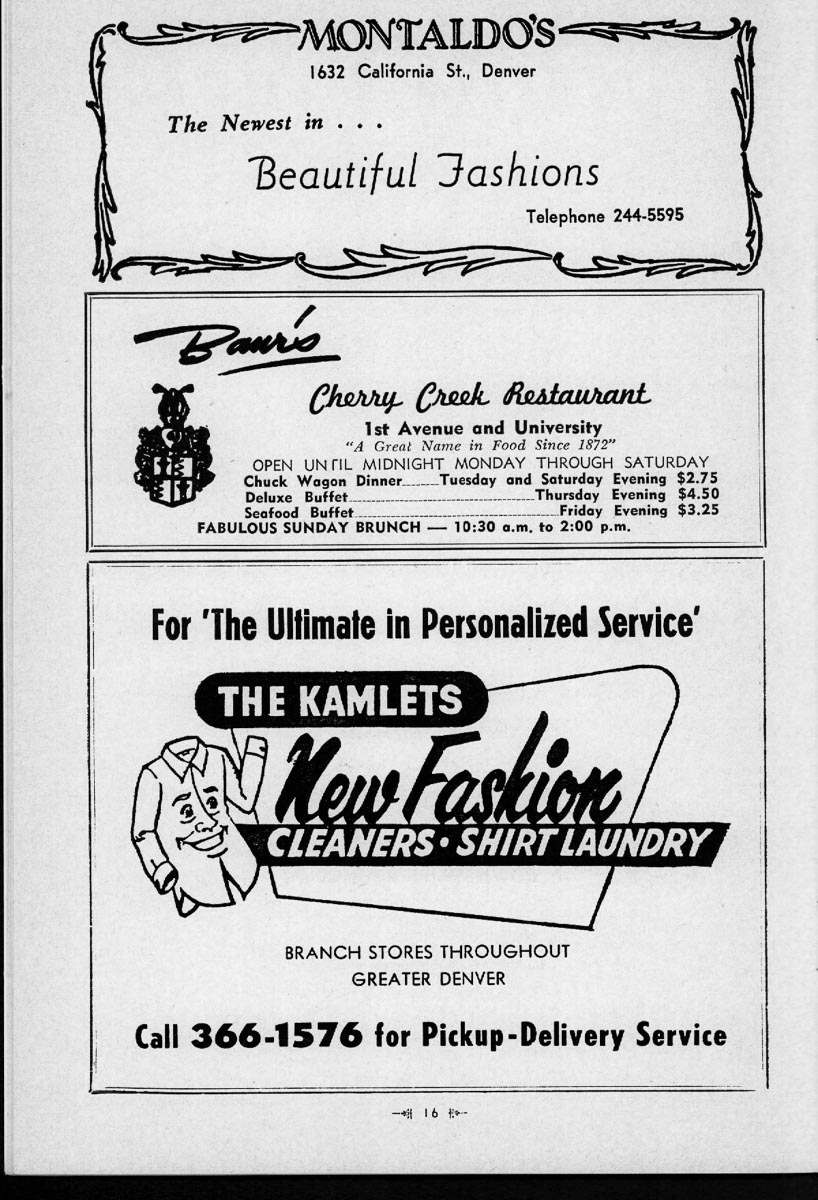 MONTALDO'S
1632 California St., Denver
The Newest in . . .
Beautiful Fashions
Telephone 244-5595
Baur's
Cherry Creek Restaurant
1st Avenue and University
"A Great Name in Food Since 1872"
OPEN UNTIL MIDNIGHT MONDAY THROUGH SATURDAY
Chuck Wagon Dinner......Tuesday and Saturday Evening $2.75
Deluxe Buffet..............................Thursday Evening $4.50
Seafood Buffet..............................Friday Evening $3.25
FABULOUS SUNDAY BRUNCH — 10:30 a.m. to 2:00 p.m.
For 'The Ultimate in Personalized Service'
THE KAMLETS
New Fashion
CLEANERS • SHIRT LAUNDRY
BRANCH STORES THROUGHOUT
GREATER DENVER
Call 366-1576 for Pickup-Delivery Service
16